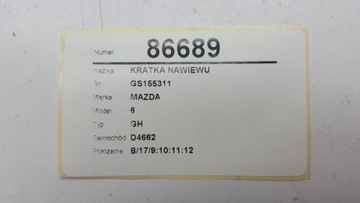 Numer 86689
Nazwa KRATKA NAWIEWU
Sn GS155311
Marka MAZDA
Model 6
Typ GH
Samochód D4662
Położenie B/17/9:10:11:12